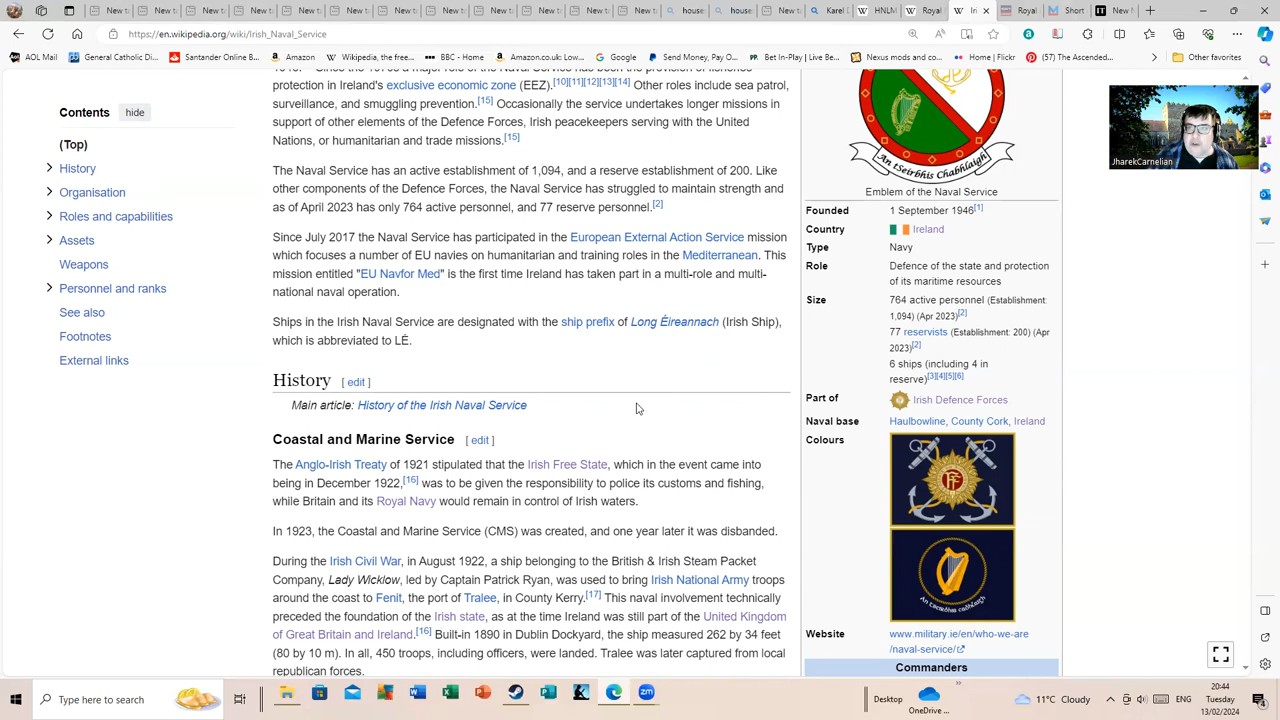 New t
New t
New t
New t
New t
New t
New t
New t
New t
house
house
New t
Karel D
HNLM
Royal
Iri
Royal
Short
New M
https://en.wikipedia.org/wiki/Irish_Naval_Service
AOL Mail
Santander Online B...
Amazon
Wikipedia, the free...
BBC - Home
Amazon.co.uk: Low...
Google
Send Money, Pay O...
Bet In-Play | Live Be...
Nexus mods and co...
Home | Flickr
(57) The Ascended...
Other favorites
Contents hide
(Top)
History
Organisation
Roles and capabilities
Assets
Weapons
Personnel and ranks
See also
Footnotes
External links
protection in Ireland's exclusive economic zone (EEZ).[10][11][12][13][14] Other roles include sea patrol,
surveillance, and smuggling prevention.[15] Occasionally the service undertakes longer missions in
support of other elements of the Defence Forces, Irish peacekeepers serving with the United
Nations, or humanitarian and trade missions.[15]
The Naval Service has an active establishment of 1,094, and a reserve establishment of 200. Like
other components of the Defence Forces, the Naval Service has struggled to maintain strength and
as of April 2023 has only 764 active personnel, and 77 reserve personnel.[2]
Since July 2017 the Naval Service has participated in the European External Action Service mission
which focuses a number of EU navies on humanitarian and training roles in the Mediterranean. This
mission entitled "EU Navfor Med" is the first time Ireland has taken part in a multi-role and multi-
national naval operation.
Ships in the Irish Naval Service are designated with the ship prefix of Long Éireannach (Irish Ship),
which is abbreviated to LÉ.
History [ edit ]
Main article: History of the Irish Naval Service
Coastal and Marine Service [ edit ]
The Anglo-Irish Treaty of 1921 stipulated that the Irish Free State, which in the event came into
being in December 1922,[16] was to be given the responsibility to police its customs and fishing,
while Britain and its Royal Navy would remain in control of Irish waters.
In 1923, the Coastal and Marine Service (CMS) was created, and one year later it was disbanded.
During the Irish Civil War, in August 1922, a ship belonging to the British & Irish Steam Packet
Company, Lady Wicklow, led by Captain Patrick Ryan, was used to bring Irish National Army troops
around the coast to Fenit, the port of Tralee, in County Kerry.[17] This naval involvement technically
preceded the foundation of the Irish state, as at the time Ireland was still part of the United Kingdom
of Great Britain and Ireland.[16] Built-in 1890 in Dublin Dockyard, the ship measured 262 by 34 feet
(80 by 10 m). In all, 450 troops, including officers, were landed. Tralee was later captured from local
republican forces.
An tSeirbhís Chabhlaigh
Emblem of the Naval Service
Founded 1 September 1946[1]
Country Ireland
Type Navy
Role Defence of the state and protection
of its maritime resources
Size 764 active personnel (Establishment:
1,094) (Apr 2023)[2]
77 reservists (Establishment: 200) (Apr
2023)[2]
6 ships (including 4 in
reserve)[3][4][5][6]
Part of Irish Defence Forces
Naval base Haulbowline, County Cork, Ireland
Colours
Website www.military.ie/en/who-we-are
/naval-service/
Commanders
JharekCarnelian
Type here to search
Desktop
OneDrive ...
11°C Cloudy
ENG
20:44
Tuesday
13/02/2024